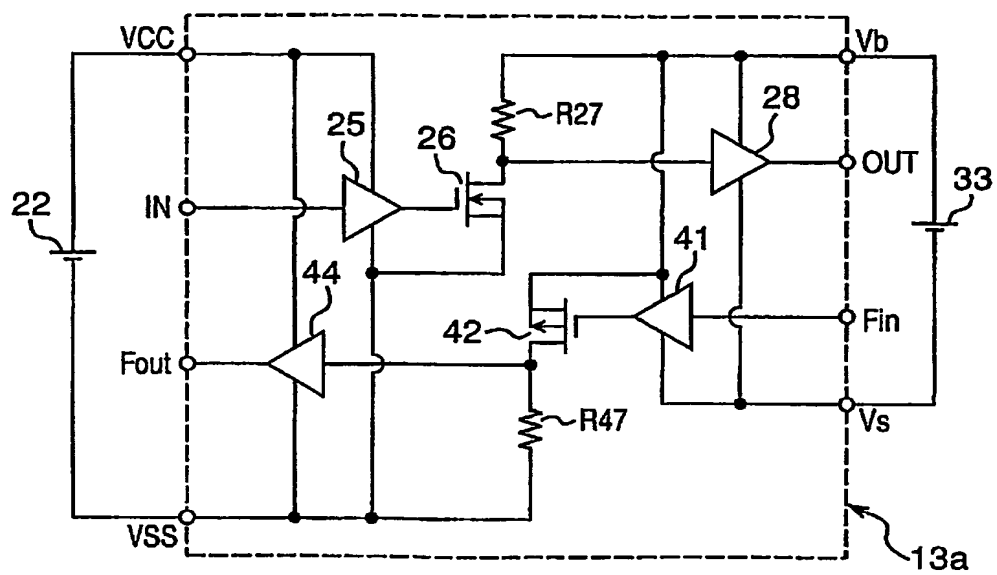 VCC
Vb
R27
28
25
26
OUT
22
IN
33
41
44
42
Fin
Fout
R47
Vs
VSS
13a